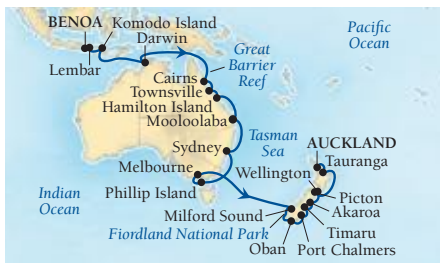 BENOA
Komodo Island
Darwin
Lembar
Pacific
Ocean
Great
Barrier
Reef
Cairns
Townsville
Hamilton Island
Mooloolaba
Sydney
Tasman
Sea
AUCKLAND
Tauranga
Melbourne
Wellington
Phillip Island
Indian
Ocean
Picton
Milford Sound
Akaroa
Fiordland National Park
Timaru
Oban
Port Chalmers